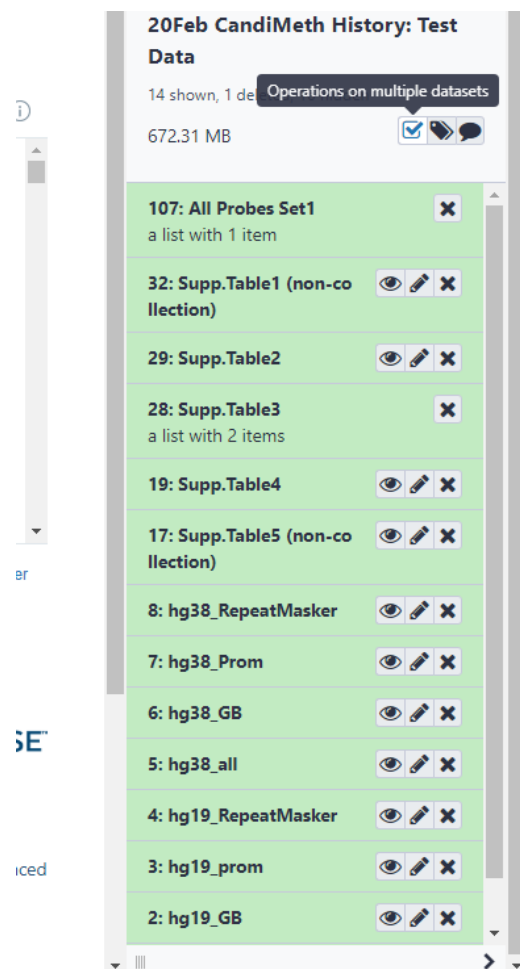 20Feb CandiMeth History: Test
Data
14 shown, 1 del
Operations on multiple datasets
672.31 MB
107: All Probes Set1
a list with 1 item
32: Supp.Table1 (non-co
llection)
29: Supp.Table2
28: Supp.Table3
a list with 2 items
19: Supp.Table4
17: Supp.Table5 (non-co
llection)
8: hg38_RepeatMasker
7: hg38_Prom
6: hg38_GB
5: hg38_all
4: hg19_RepeatMasker
3: hg19_prom
2: hg19_GB
er
SE
nced